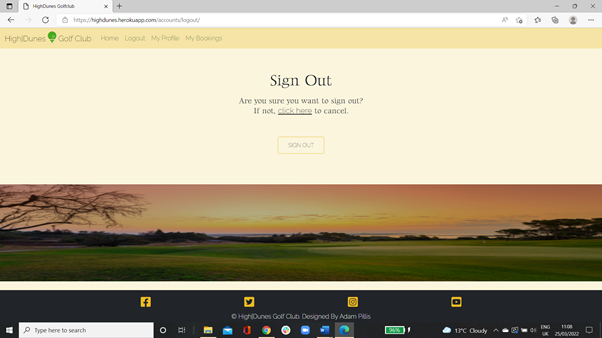 HighDunes Golfclub
https://highdunes.herokuapp.com/accounts/logout/
High|Dunes Golf Club Home Logout My Profile My Bookings
Sign Out
Are you sure you want to sign out?
If not, click here to cancel.
SIGN OUT
© High|Dunes Golf Club. Designed By Adam Pillis
Type here to search
96%
13°C Cloudy
ENG
UK
11:08
25/03/2022